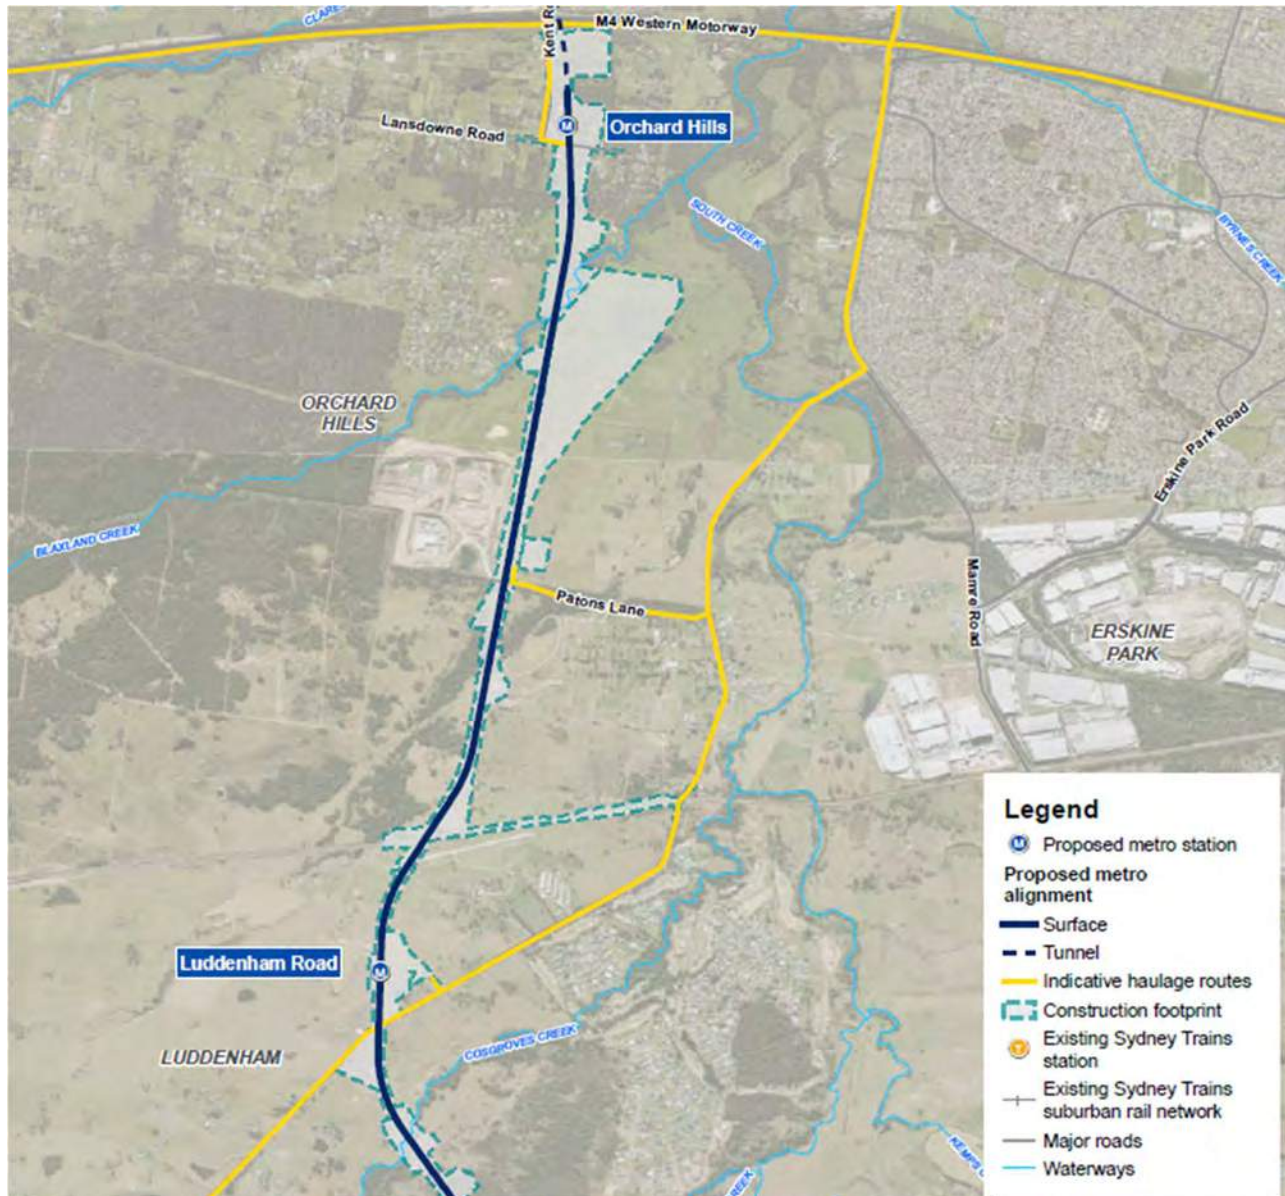 CLARE
Kent R
M4 Western Motorway
Lansdowne Road
M
Orchard Hills
SOUTH CREEK
BYRNES CREEK
ORCHARD
HILLS
BLAXLAND CREEK
Erskine Park Road
Patons Lane
Mamre Road
ERSKINE
PARK
Luddenham Road
M
LUDDENHAM
COSGROVES CREEK
KEMPS C
CREEK
Legend
M Proposed metro station
Proposed metro
alignment
Surface
Tunnel
Indicative haulage routes
Construction footprint
T Existing Sydney Trains
station
Existing Sydney Trains
suburban rail network
Major roads
Waterways